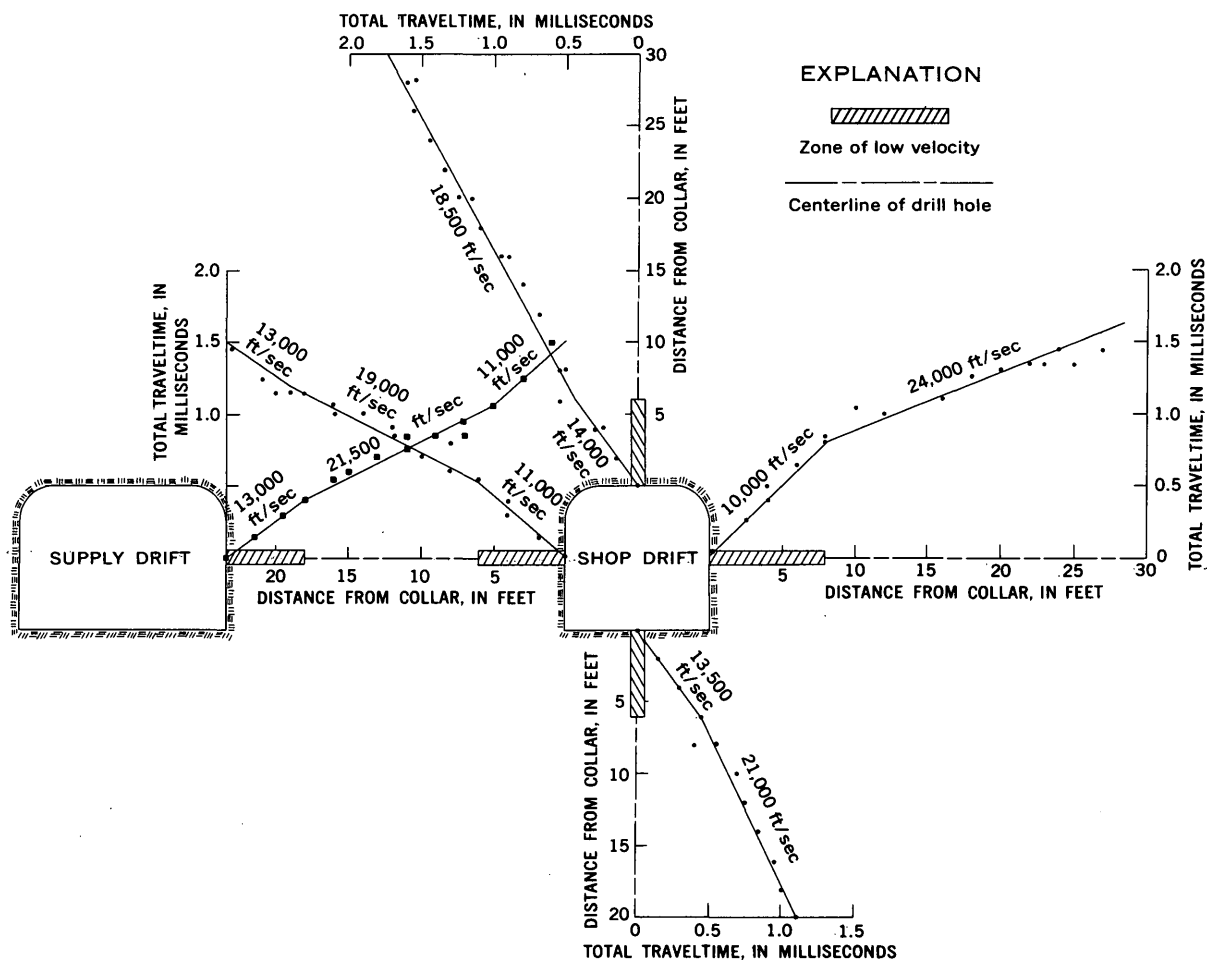 TOTAL TRAVELTIME, IN MILLISECONDS
2.0 1.5 1.0 0.5 0
30
25
20
15
10
5
DISTANCE FROM COLLAR, IN FEET
18,500 ft/sec
14,000
ft/sec
EXPLANATION
Zone of low velocity
Centerline of drill hole
TOTAL TRAVELTIME, IN
MILLISECONDS
2.0
1.5
1.0
13,000
ft/sec
19,000
ft/sec
11,000
ft/sec
13,000
ft/sec
21,500 ft/sec
11,000
ft/sec
SUPPLY DRIFT
SHOP DRIFT
20 15 10 5
DISTANCE FROM COLLAR, IN FEET
10,000 ft/sec
24,000 ft/sec
2.0
1.5
1.0
0.5
0
TOTAL TRAVELTIME, IN MILLISECONDS
5 10 15 20 25 30
DISTANCE FROM COLLAR, IN FEET
DISTANCE FROM COLLAR, IN FEET
5
10
15
20
13,500
ft/sec
21,000 ft/sec
0 0.5 1.0 1.5
TOTAL TRAVELTIME, IN MILLISECONDS